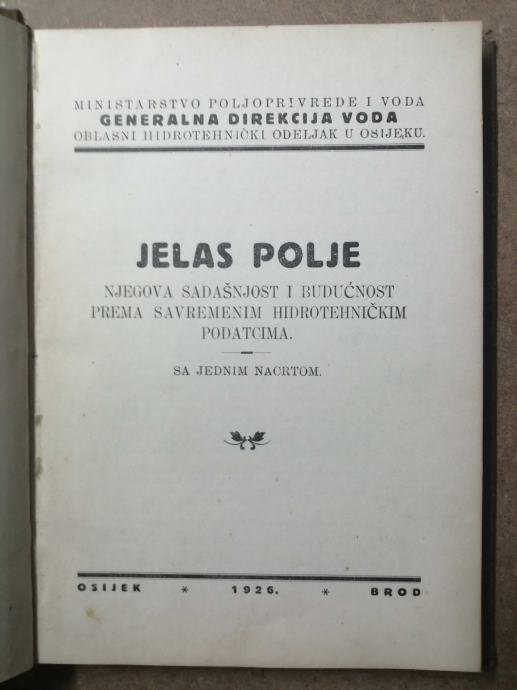 MINISTARSTVO POLJOPRIVREDE I VODA
GENERALNA DIREKCIJA VODA
OBLASNI HIDROTEHNIČKI ODELJAK U OSIJEKU.
JELAS POLJE
NJEGOVA SADAŠNJOST I BUDUĆNOST
PREMA SAVREMENIM HIDROTEHNIČKIM
PODATCIMA.
SA JEDNIM NACRTOM.
OSIJEK * 1926. * BROD